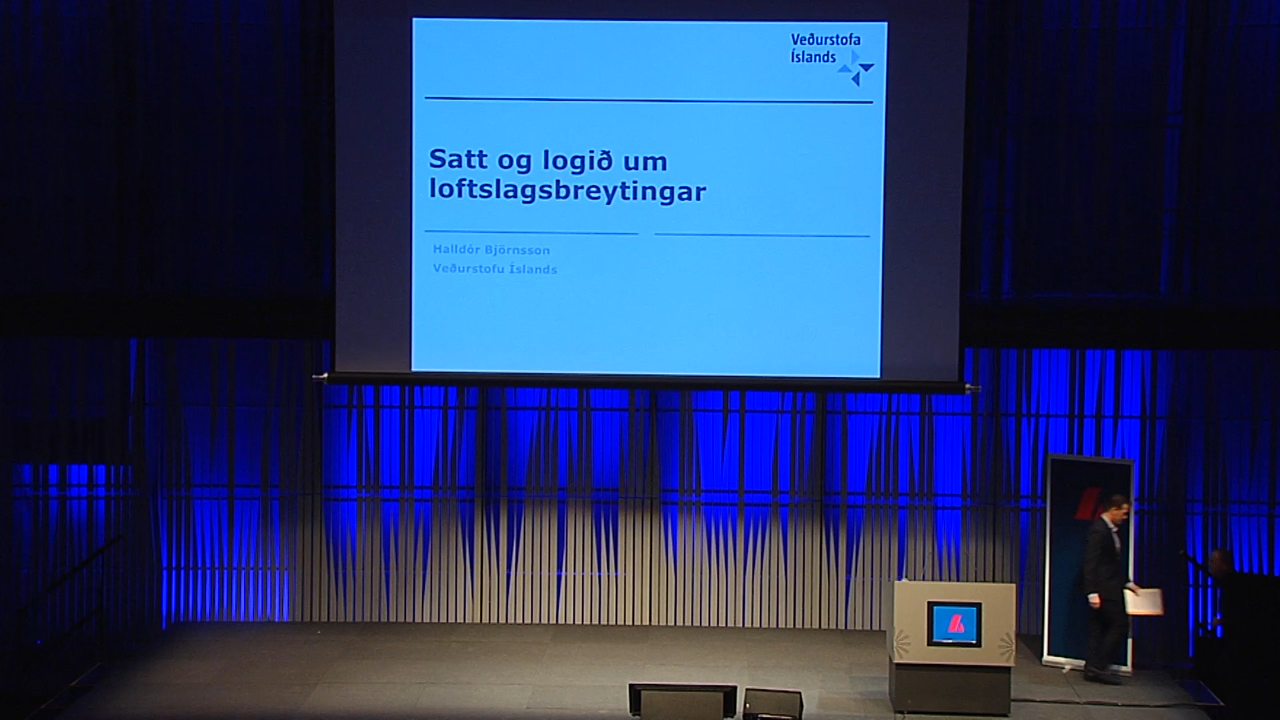 Veðurstofa
Íslands
Satt og logið um
loftslagsbreytingar
Halldór Björnsson
Veðurstofu Íslands